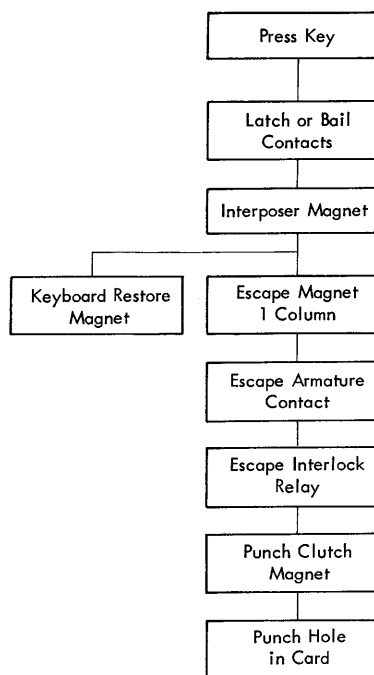 Press Key
Latch or Bail
Contacts
Interposer Magnet
Keyboard Restore
Magnet
Escape Magnet
1 Column
Escape Armature
Contact
Escape Interlock
Relay
Punch Clutch
Magnet
Punch Hole
in Card